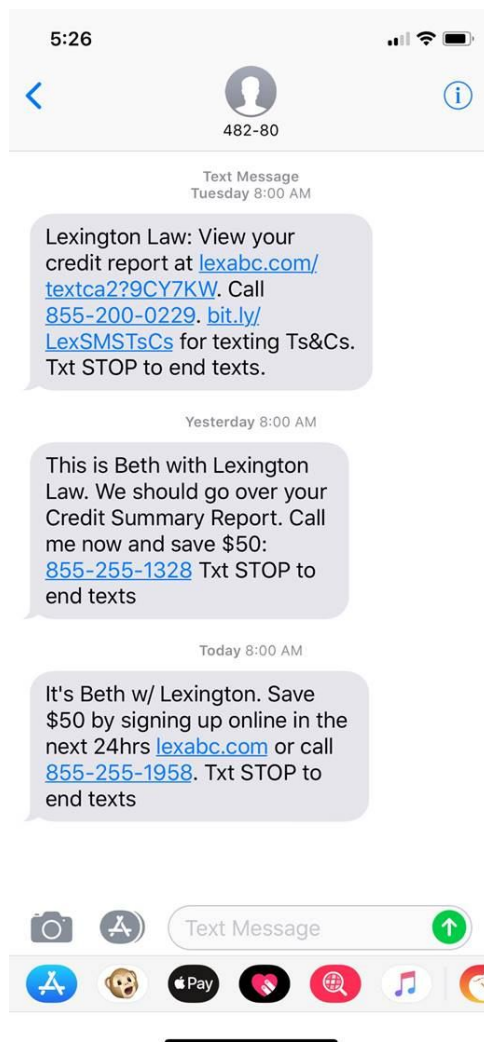 5:26
482-80
Text Message
Tuesday 8:00 AM
Lexington Law: View your
credit report at lexabc.com/
textca2?9CY7KW. Call
855-200-0229. bit.ly/
LexSMSTsCs for texting Ts&Cs.
Txt STOP to end texts.
Yesterday 8:00 AM
This is Beth with Lexington
Law. We should go over your
Credit Summary Report. Call
me now and save $50:
855-255-1328 Txt STOP to
end texts
Today 8:00 AM
It's Beth w/ Lexington. Save
$50 by signing up online in the
next 24hrs lexabc.com or call
855-255-1958. Txt STOP to
end texts
Text Message
Pay